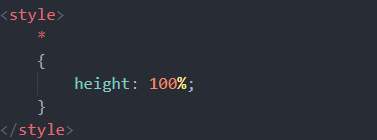 <style>
    *
    {
        height: 100%;
    }
</style>